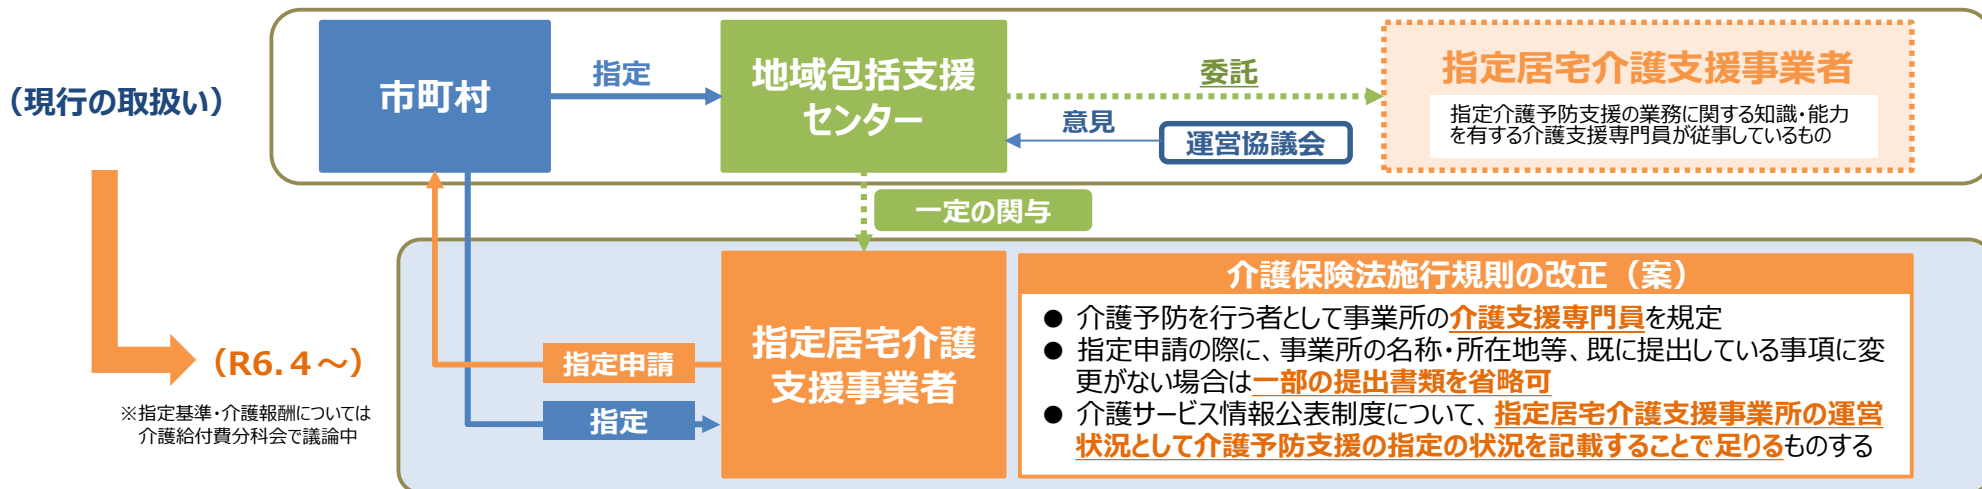 （現行の取扱い）
市町村
指定
地域包括支援
センター
委託
意見
運営協議会
指定居宅介護支援事業者
指定介護予防支援の業務に関する知識・能力
を有する介護支援専門員が従事しているもの
一定の関与
（R6.４～）
※指定基準・介護報酬については
介護給付費分科会で議論中
指定申請
指定
指定居宅介護
支援事業者
介護保険法施行規則の改正（案）
● 介護予防を行う者として事業所の介護支援専門員を規定
● 指定申請の際に、事業所の名称・所在地等、既に提出している事項に変
更がない場合は一部の提出書類を省略可
● 介護サービス情報公表制度について、指定居宅介護支援事業所の運営
状況として介護予防支援の指定の状況を記載することで足りるものする